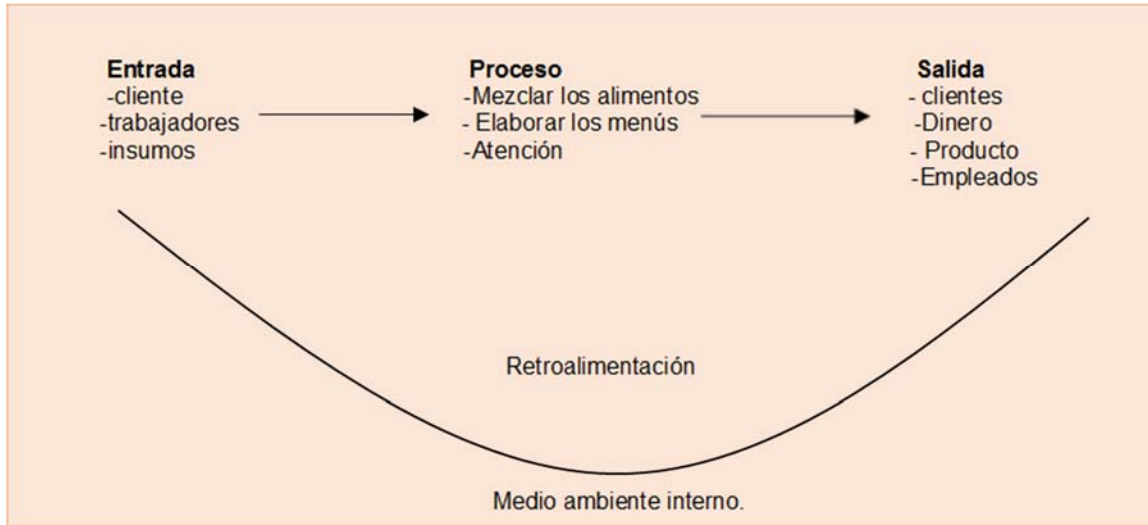 Entrada
-cliente
-trabajadores
-insumos
Proceso
-Mezclar los alimentos
- Elaborar los menús
-Atención
Salida
- clientes
-Dinero
- Producto
-Empleados
Retroalimentación
Medio ambiente interno.